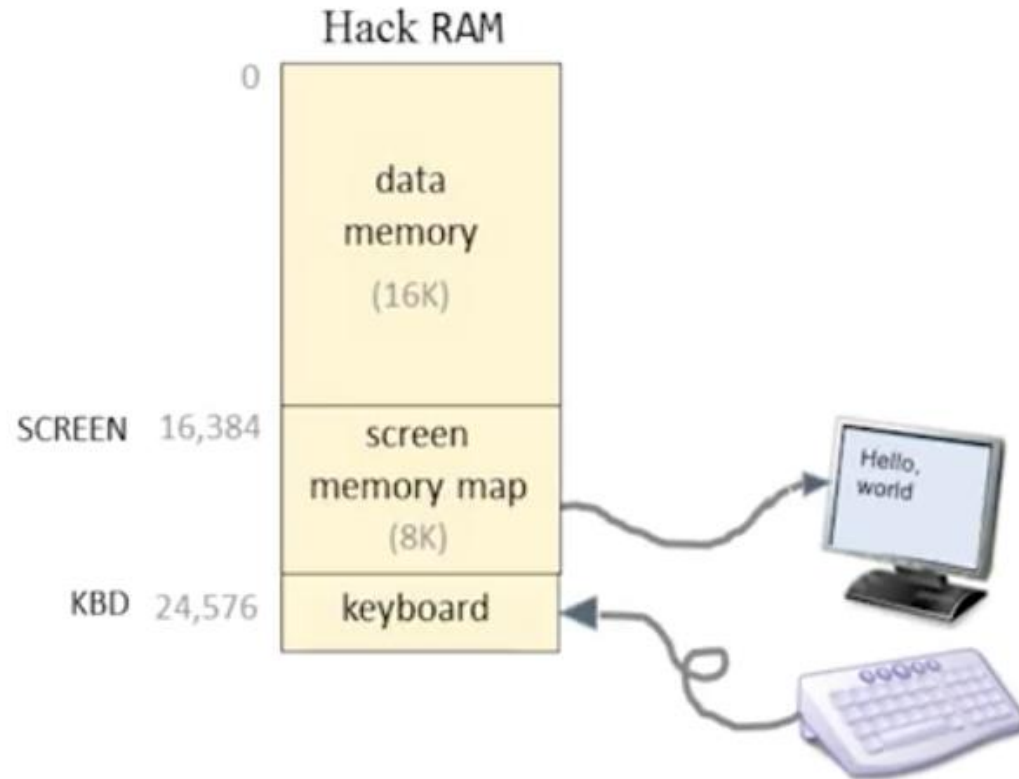 Hack RAM
0
data
memory
(16K)
SCREEN 16,384
screen
memory map
(8K)
Hello,
world
KBD 24,576
keyboard